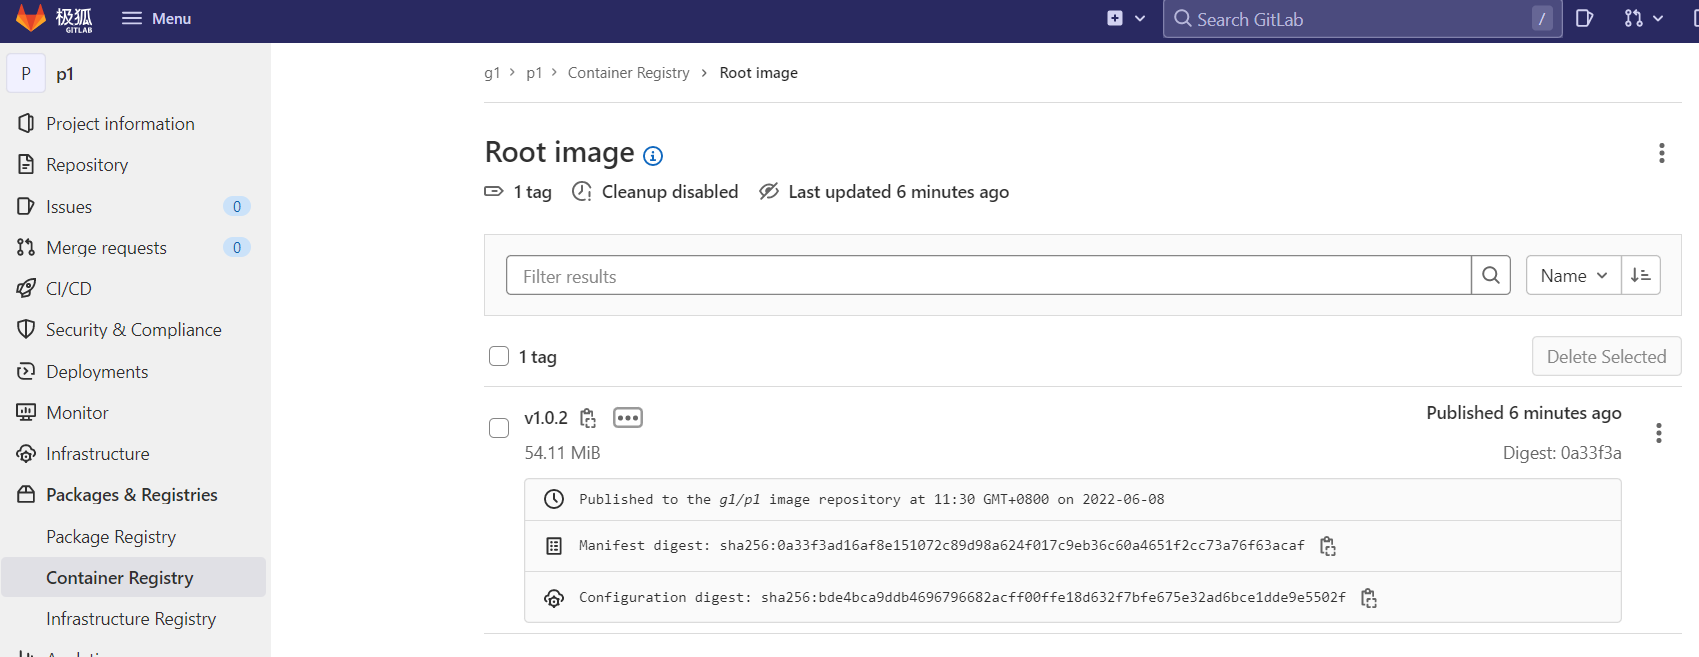 极狐 GITLAB Menu Search GitLab /
P p1
Project information
Repository
Issues 0
Merge requests 0
CI/CD
Security & Compliance
Deployments
Monitor
Infrastructure
Packages & Registries
Package Registry
Container Registry
Infrastructure Registry
g1 > p1 > Container Registry > Root image
Root image
1 tag Cleanup disabled Last updated 6 minutes ago
Filter results Name
1 tag Delete Selected
v1.0.2 Published 6 minutes ago
54.11 MiB Digest: 0a33f3a
Published to the g1/p1 image repository at 11:30 GMT+0800 on 2022-06-08
Manifest digest: sha256:0a33f3ad16af8e151072c89d98a624f017c9eb36c60a4651f2cc73a76f63acaf
Configuration digest: sha256:bde4bca9ddb4696796682acff00ffe18d632f7bfe675e32ad6bce1dde9e5502f